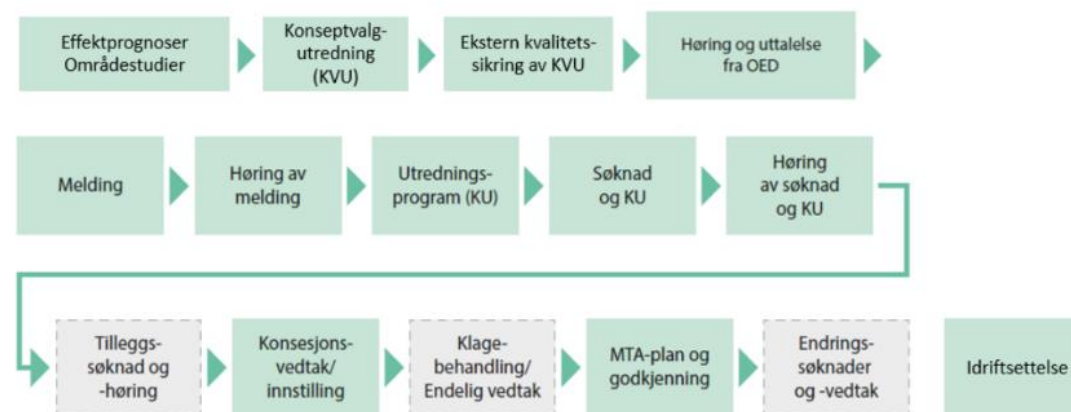 Effektprognoser
Områdestudier
Konseptvalg-
utredning
(KVU)
Ekstern kvalitets-
sikring av KVU
Høring og uttalelse
fra OED
Melding
Høring av
melding
Utrednings-
program (KU)
Søknad
og KU
Høring
av søknad
og KU
Tilleggs-
søknad og
-høring
Konsesjons-
vedtak/
innstilling
Klage-
behandling/
Endelig vedtak
MTA-plan og
godkjenning
Endrings-
søknader
og -vedtak
Idriftsettelse